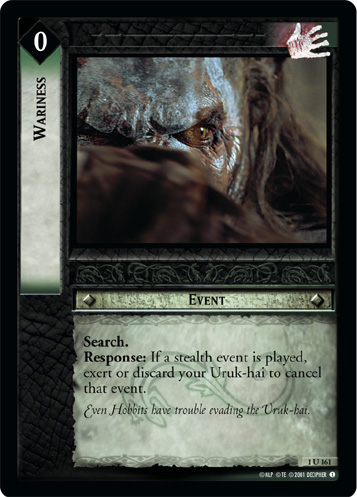 0
WARINESS
EVENT
Search.
Response: If a stealth event is played,
exert or discard your Uruk-hai to cancel
that event.
Even Hobbits have trouble evading the Uruk-hai.
1 U 161
©NLP ©TE ©2001 DECIPHER